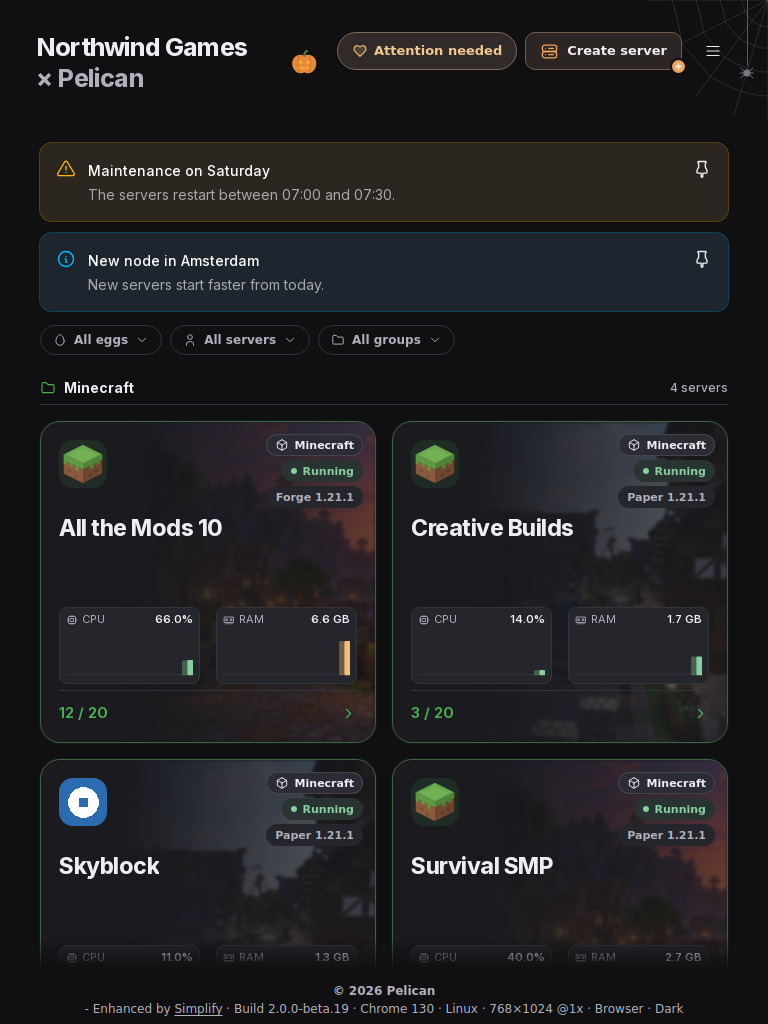 Northwind Games
× Pelican
Attention needed
Create server
Maintenance on Saturday
The servers restart between 07:00 and 07:30.
New node in Amsterdam
New servers start faster from today.
All eggs
All servers
All groups
Minecraft
4 servers
Minecraft
Running
Forge 1.21.1
All the Mods 10
CPU
66.0%
RAM
6.6 GB
12 / 20
Minecraft
Running
Paper 1.21.1
Creative Builds
CPU
14.0%
RAM
1.7 GB
3 / 20
Minecraft
Running
Paper 1.21.1
Skyblock
CPU
11.0%
RAM
1.3 GB
Minecraft
Running
Paper 1.21.1
Survival SMP
CPU
40.0%
RAM
2.7 GB
© 2026 Pelican
- Enhanced by Simplify · Build 2.0.0-beta.19 · Chrome 130 · Linux · 768×1024 @1x · Browser · Dark